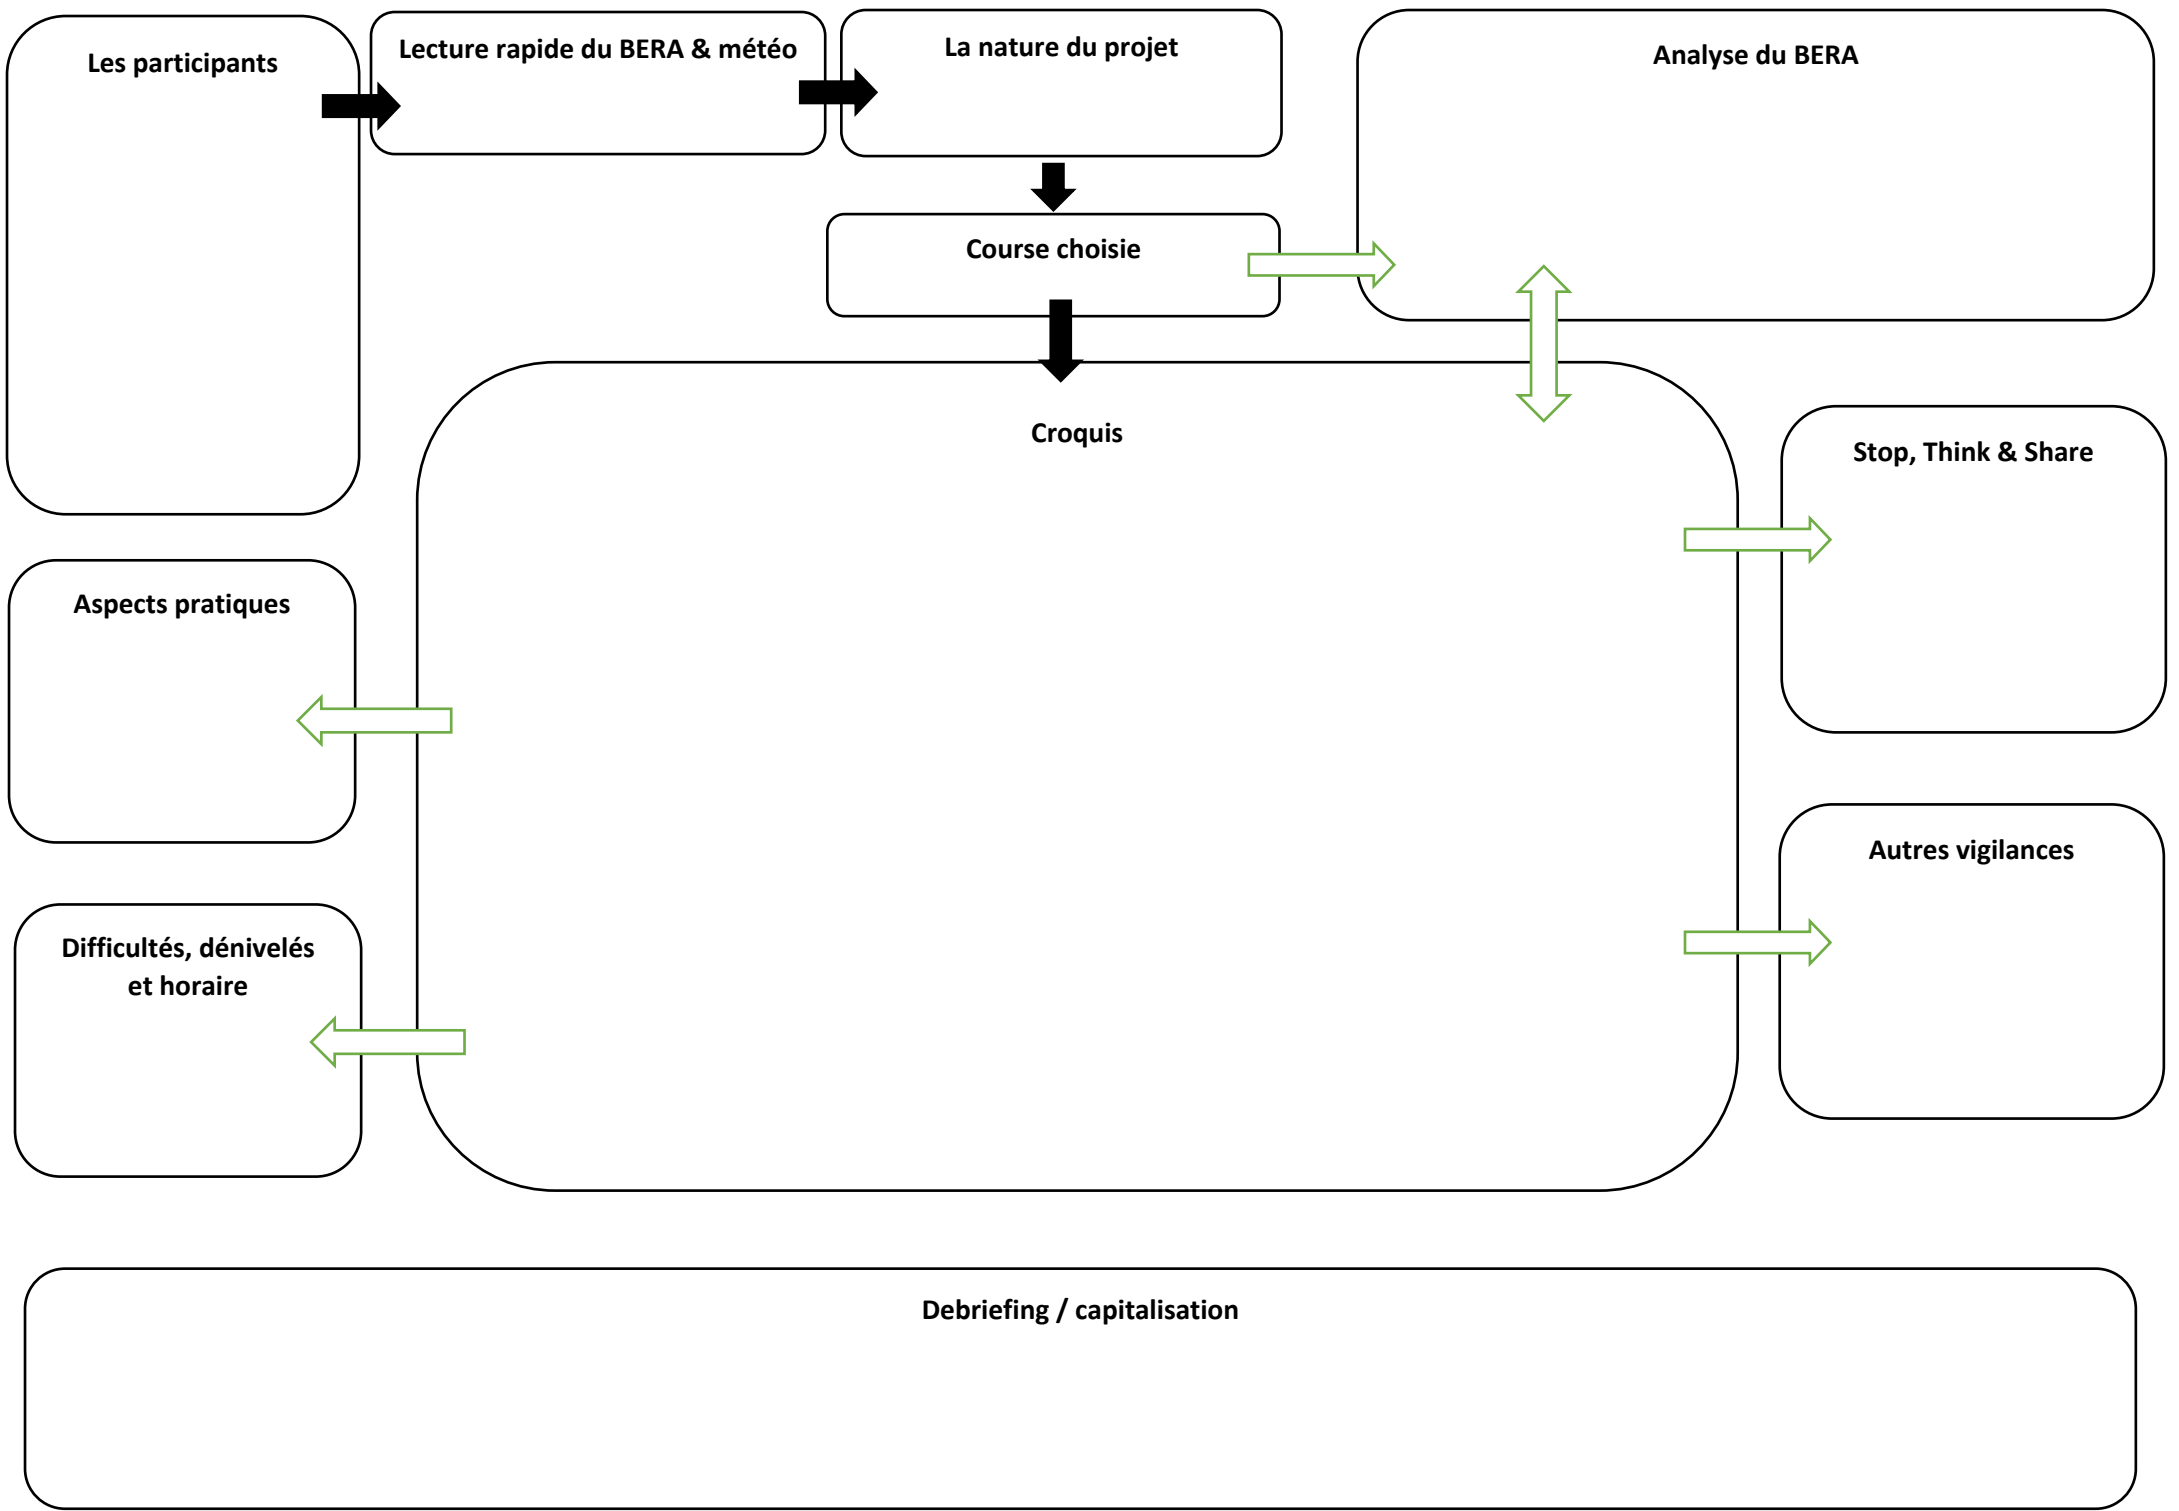 Les participants
Lecture rapide du BERA & météo
La nature du projet
Analyse du BERA
Course choisie
Croquis
Stop, Think & Share
Aspects pratiques
Autres vigilances
Difficultés, dénivelés
et horaire
Debriefing / capitalisation